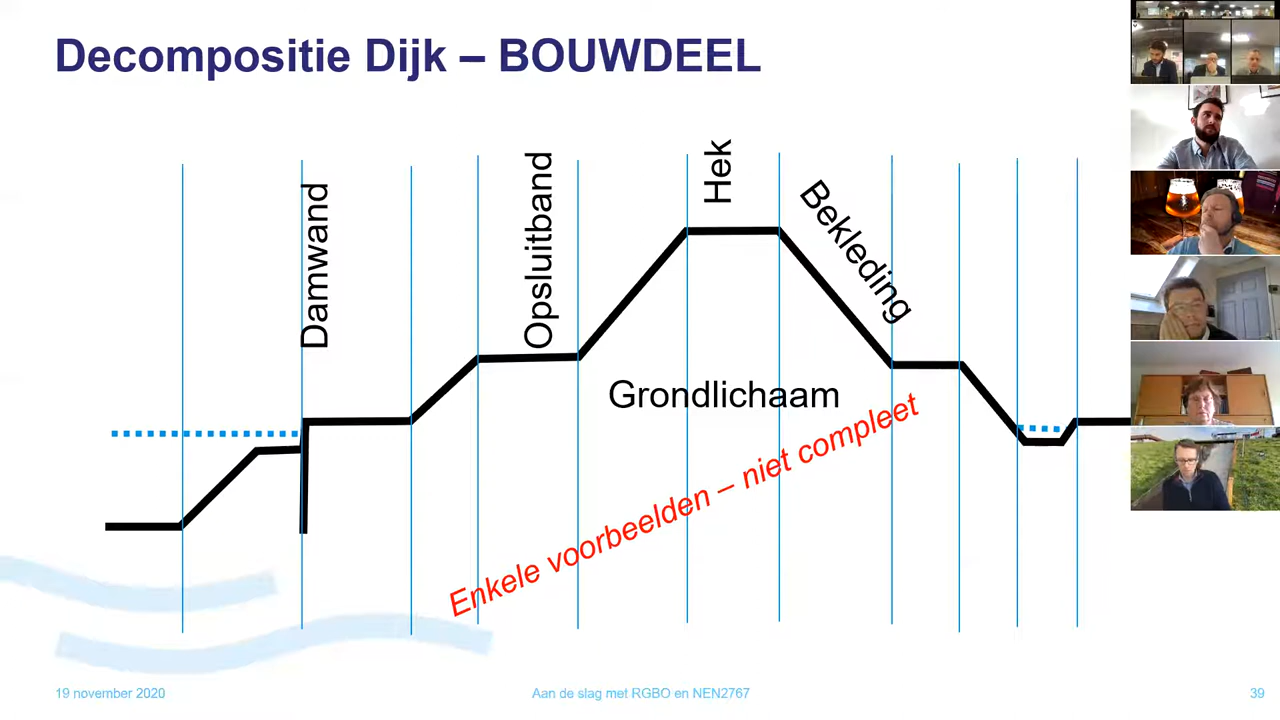 Decompositie Dijk – BOUWDEEL
Damwand
Opsluitband
Hek
Bekleding
Grondlichaam
Enkele voorbeelden – niet compleet
19 november 2020
Aan de slag met RGBO en NEN2767
39